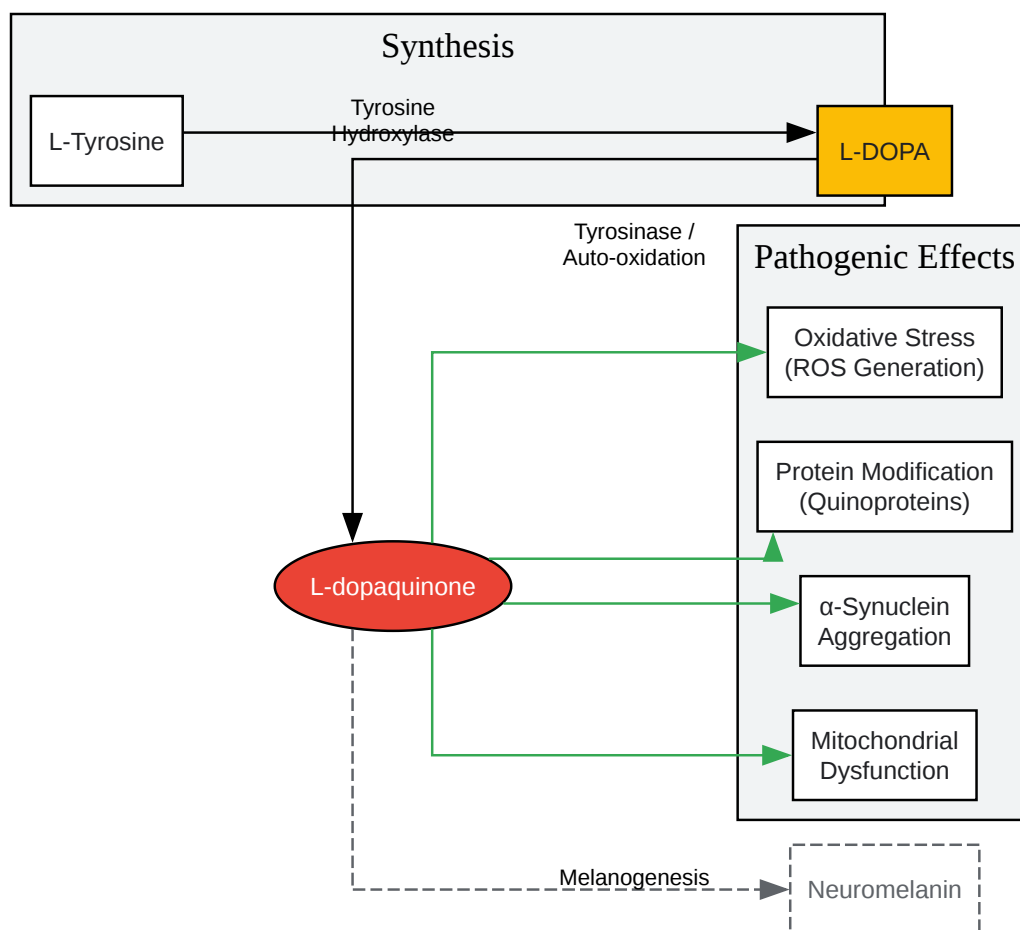 Synthesis
Tyrosine
Hydroxylase
L-Tyrosine
L-DOPA
Tyrosinase /
Auto-oxidation
Pathogenic Effects
Oxidative Stress
(ROS Generation)
Protein Modification
(Quinoproteins)
L-dopaquinone
α-Synuclein
Aggregation
Mitochondrial
Dysfunction
Melanogenesis
Neuromelanin